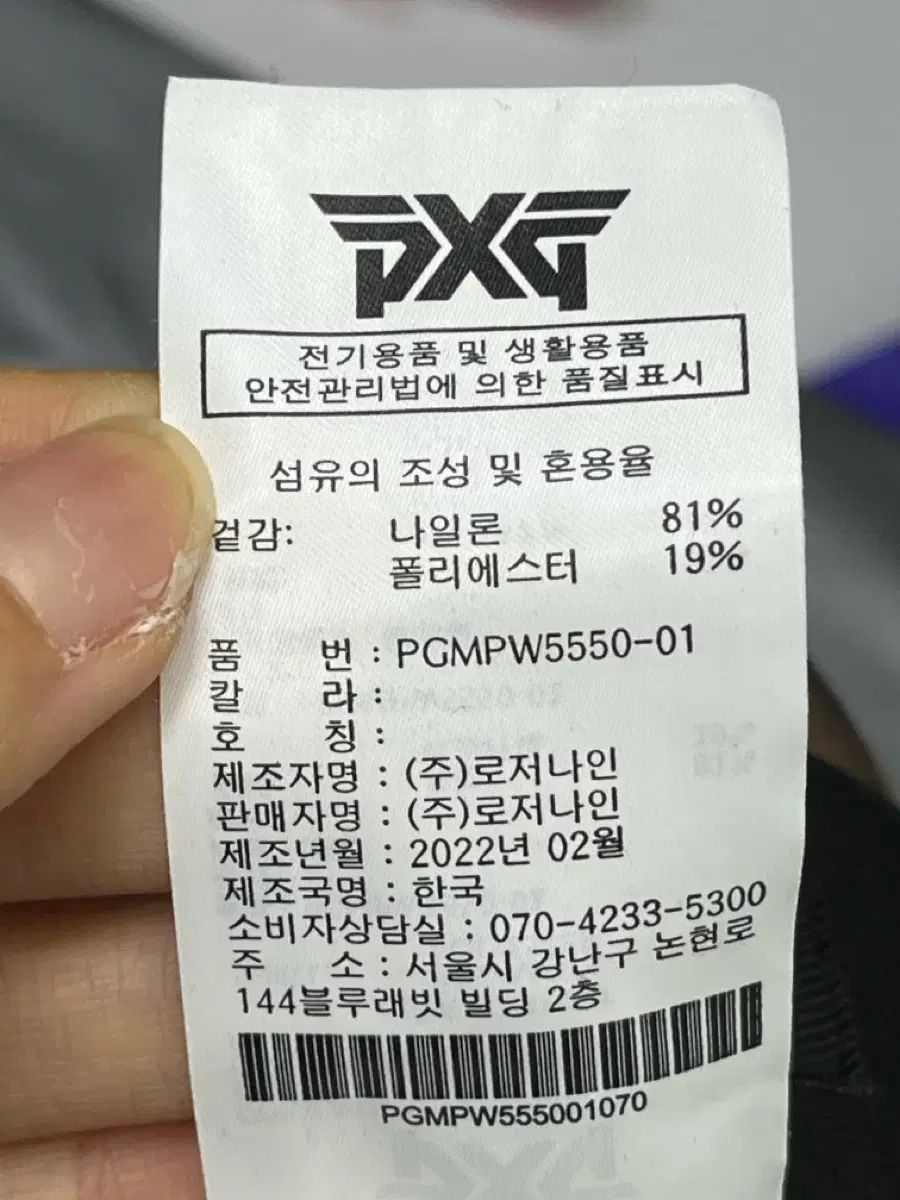 PXG
전기용품 및 생활용품
안전관리법에 의한 품질표시
섬유의 조성 및 혼용율
겉감: 나일론 81%
폴리에스터 19%
품 번 : PGMPW5550-01
칼 라 :
호 칭 :
제조자명 : (주)로저나인
판매자명 : (주)로저나인
제조년월 : 2022년 02월
제조국명 : 한국
소비자상담실 : 070-4233-5300
주 소 : 서울시 강난구 논현로
144블루래빗 빌딩 2층
PGMPW555001070